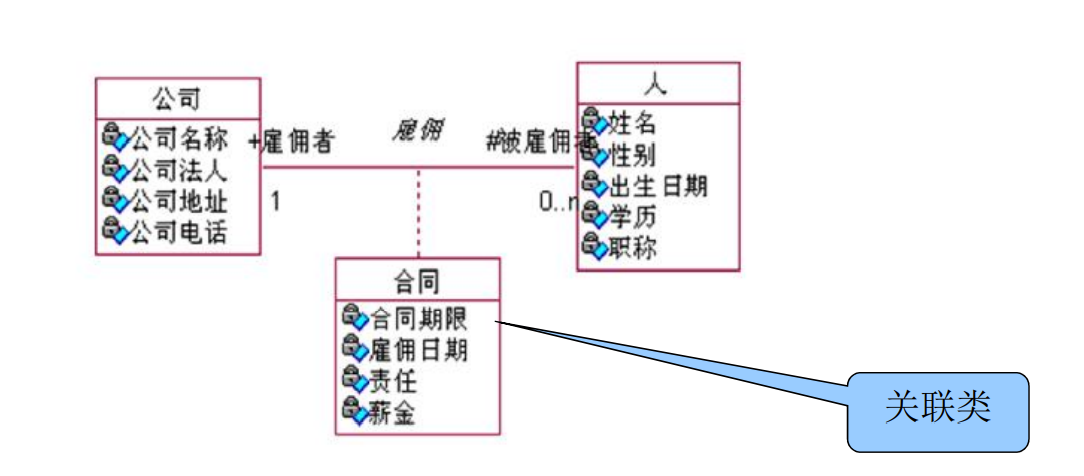 公司
公司名称
公司法人
公司地址
公司电话
+雇佣者
雇佣
#被雇佣者
1
0..n
人
姓名
性别
出生日期
学历
职称
合同
合同期限
雇佣日期
责任
薪金
关联类